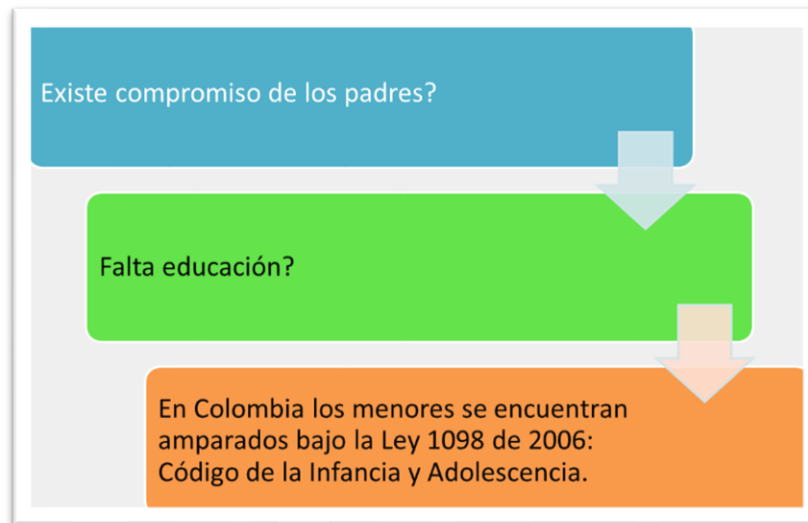 Existe compromiso de los padres?
Falta educación?
En Colombia los menores se encuentran
amparados bajo la Ley 1098 de 2006:
Código de la Infancia y Adolescencia.